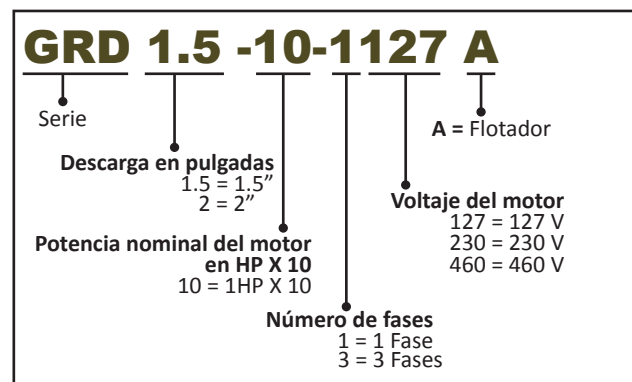 GRD 1.5 -10-1127 A
Serie
A = Flotador
Descarga en pulgadas
1.5 = 1.5”
2 = 2”
Voltaje del motor
127 = 127 V
230 = 230 V
460 = 460 V
Potencia nominal del motor
en HP X 10
10 = 1HP X 10
Número de fases
1 = 1 Fase
3 = 3 Fases